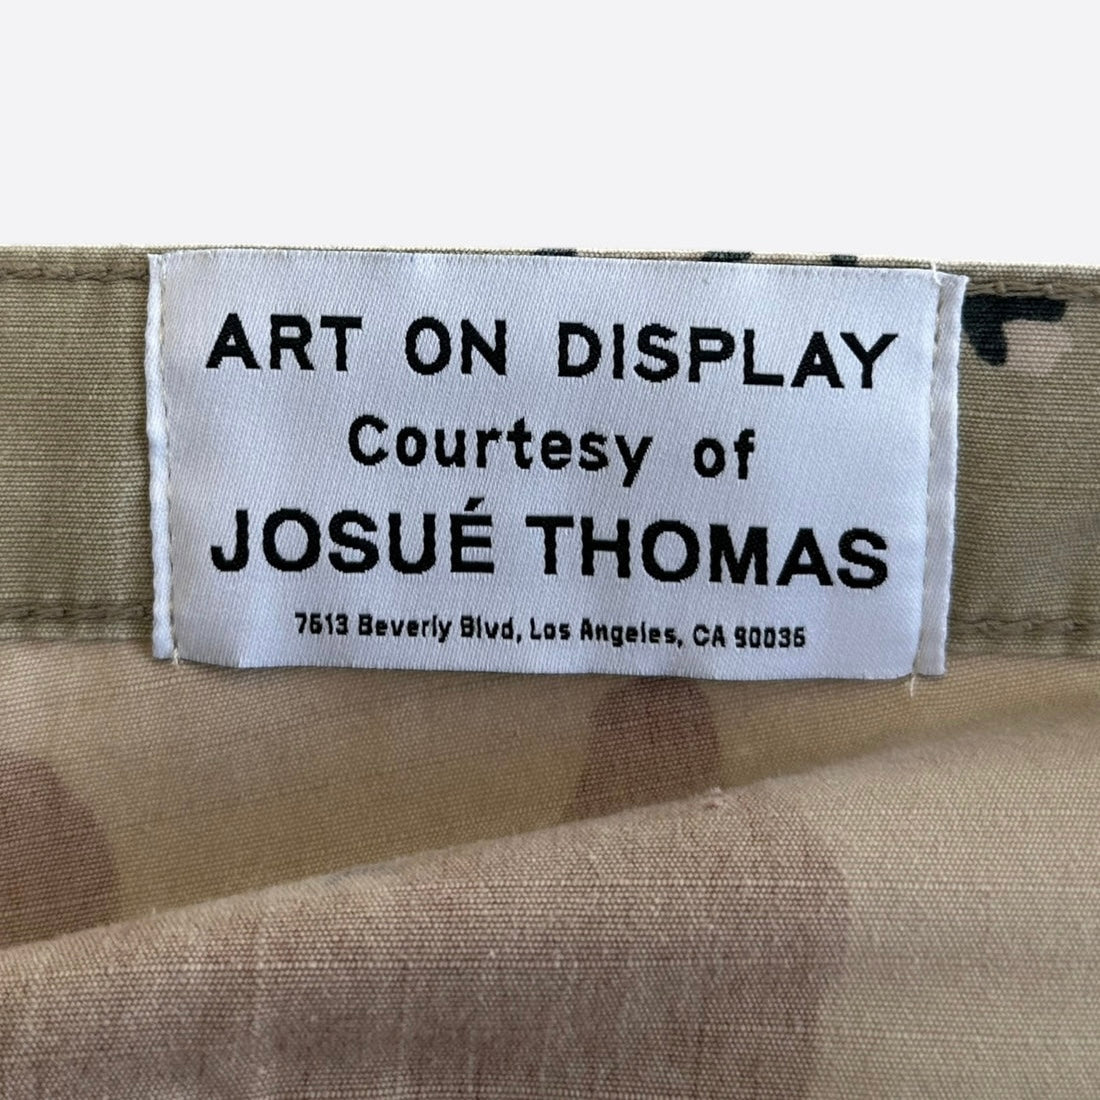 ART ON DISPLAY
Courtesy of
JOSUÉ THOMAS
7613 Beverly Blvd, Los Angeles, CA 90036